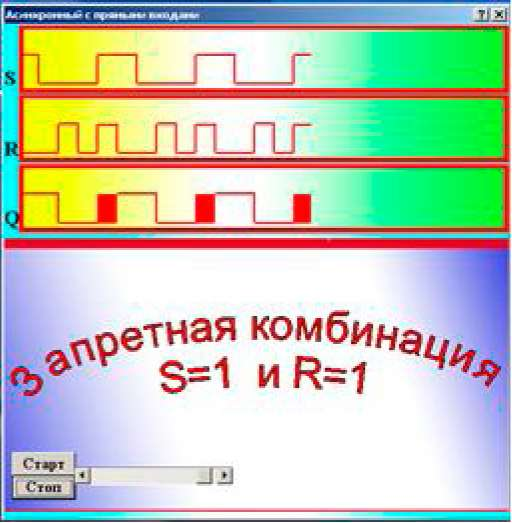 Асинхронный с прямыми входами
S
R
Q
Запретная комбинация
S=1 и R=1
Старт
Стоп